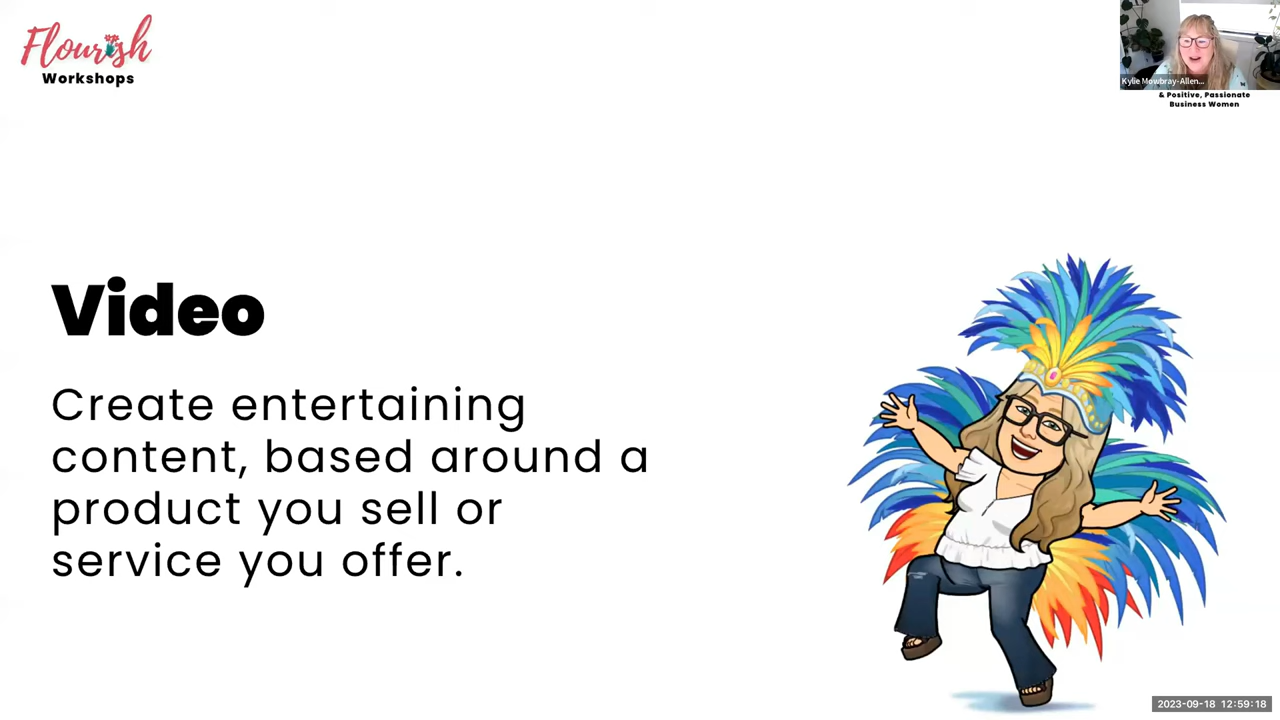 Flourish
Workshops
Kylie Mowbray-Allen...
& Positive, Passionate
Business Women
Video
Create entertaining
content, based around a
product you sell or
service you offer.
2023-09-18 12:59:18